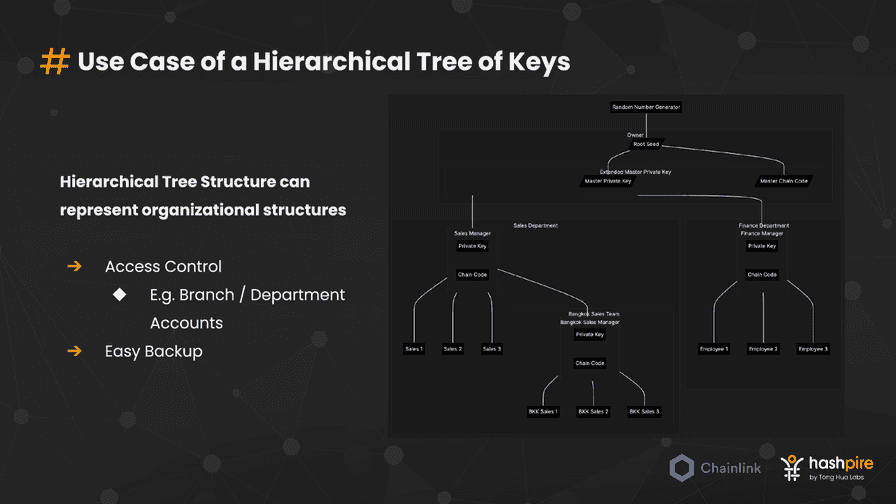 # Use Case of a Hierarchical Tree of Keys
Hierarchical Tree Structure can
represent organizational structures
Access Control
E.g. Branch / Department
Accounts
Easy Backup
Random Number Generator
Owner
Root Seed
Extended Master Private Key
Master Private Key
Master Chain Code
Sales Department
Sales Manager
Private Key
Chain Code
Sales 1
Sales 2
Sales 3
Bangkok Sales Team
Bangkok Sales Manager
Private Key
Chain Code
BKK Sales 1
BKK Sales 2
BKK Sales 3
Finance Department
Finance Manager
Private Key
Chain Code
Employee 1
Employee 2
Employee 3
Chainlink
hashpire
by Tong Hua Labs